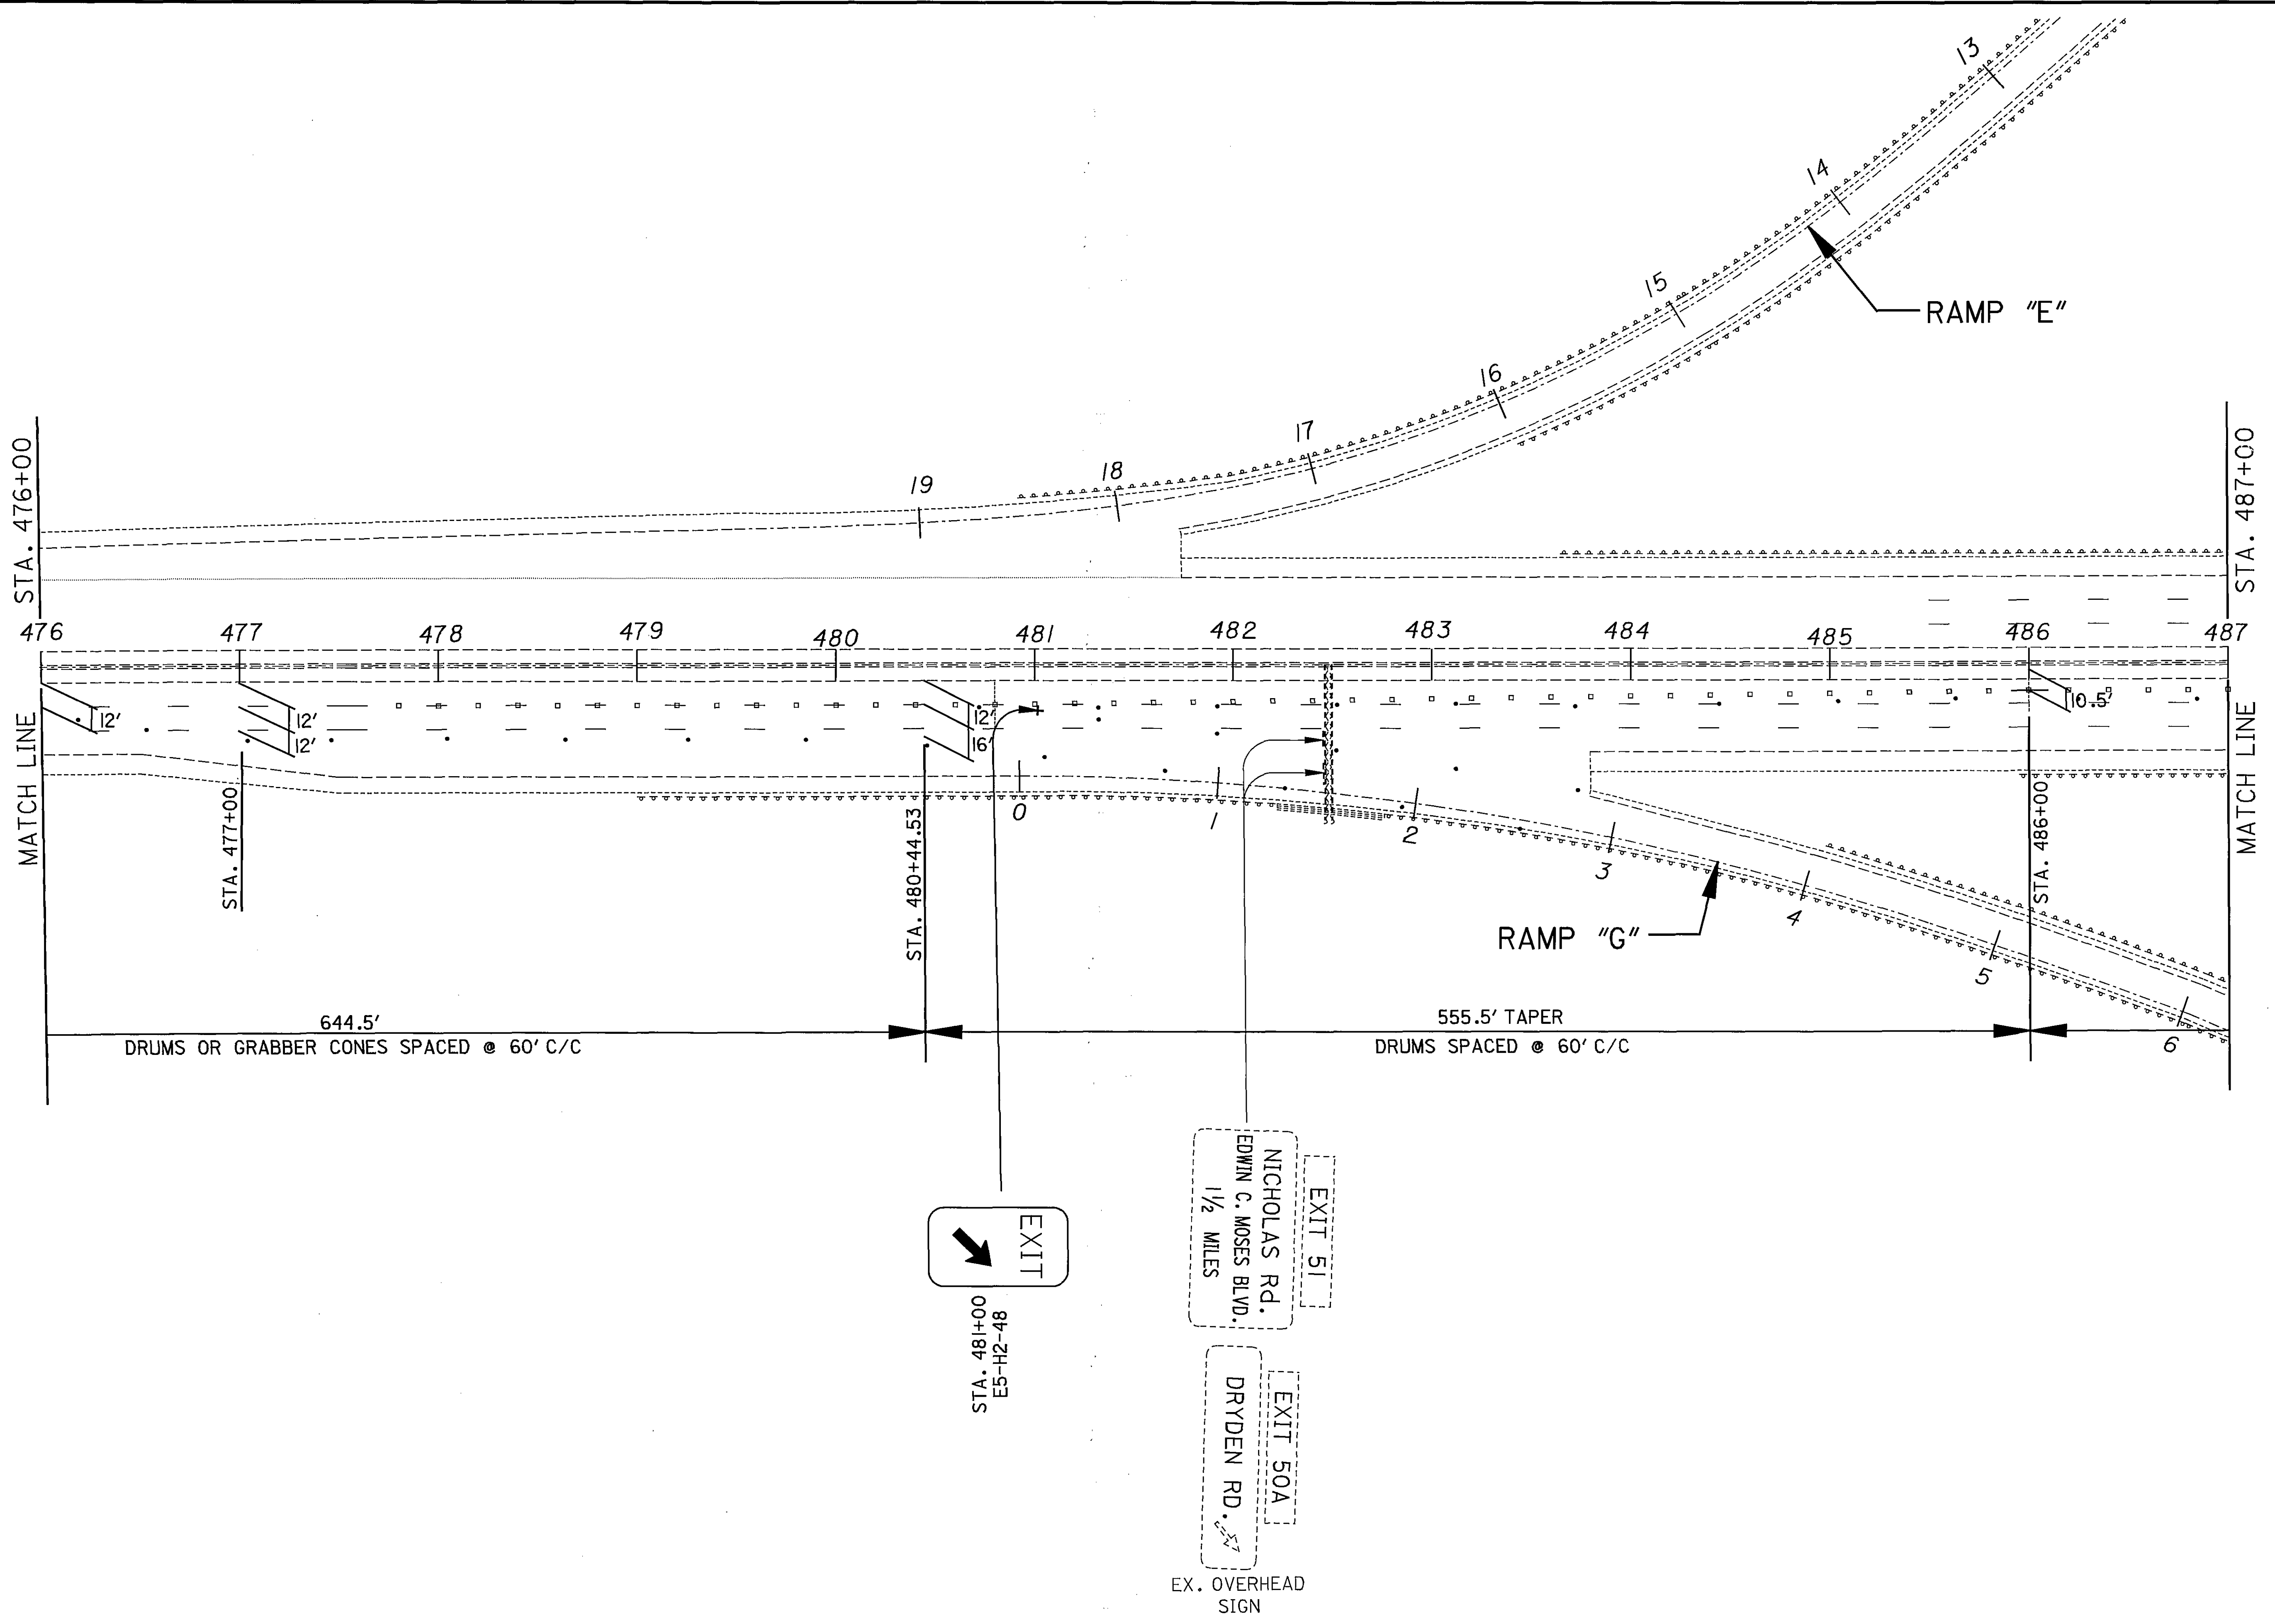 13
14
15
RAMP "E"
16
17
18
19
STA. 476+00
STA. 487+00
476
477
478
479
480
481
482
483
484
485
486
487
12'
12'
12'
12'
16'
10.5'
MATCH LINE
MATCH LINE
STA. 477+00
STA. 480+44.53
STA. 486+00
0
1
2
3
4
5
6
RAMP "G"
644.5'
DRUMS OR GRABBER CONES SPACED @ 60' C/C
555.5' TAPER
DRUMS SPACED @ 60' C/C
EXIT
STA. 481+00
E5-H2-48
EXIT 51
NICHOLAS Rd.
EDWIN C. MOSES BLVD.
1½ MILES
EXIT 50A
DRYDEN RD.
EX. OVERHEAD
SIGN